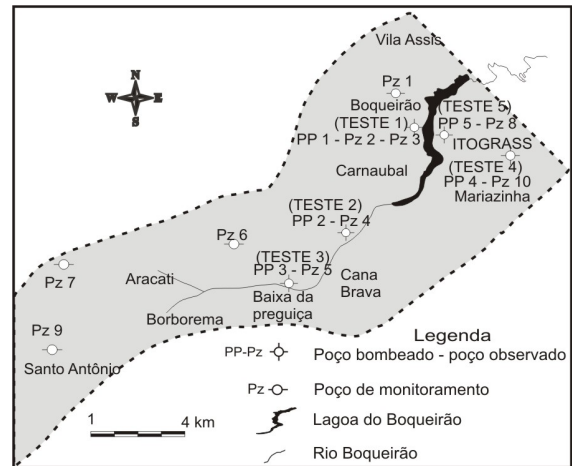 Vila Assis
N
W E
S
Pz 1
Boqueirão
(TESTE 1)
PP 1 - Pz 2 - Pz 3
(TESTE 5)
PP 5 - Pz 8
ITOGRASS
(TESTE 4)
PP 4 - Pz 10
Mariazinha
Carnaubal
(TESTE 2)
PP 2 - Pz 4
Pz 6
(TESTE 3)
PP 3 - Pz 5
Pz 7
Aracati
Cana
Brava
Baixa da
preguiça
Borborema
Pz 9
Santo Antônio
Legenda
PP-Pz Poço bombeado - poço observado
Pz Poço de monitoramento
Lagoa do Boqueirão
Rio Boqueirão
1 4 km